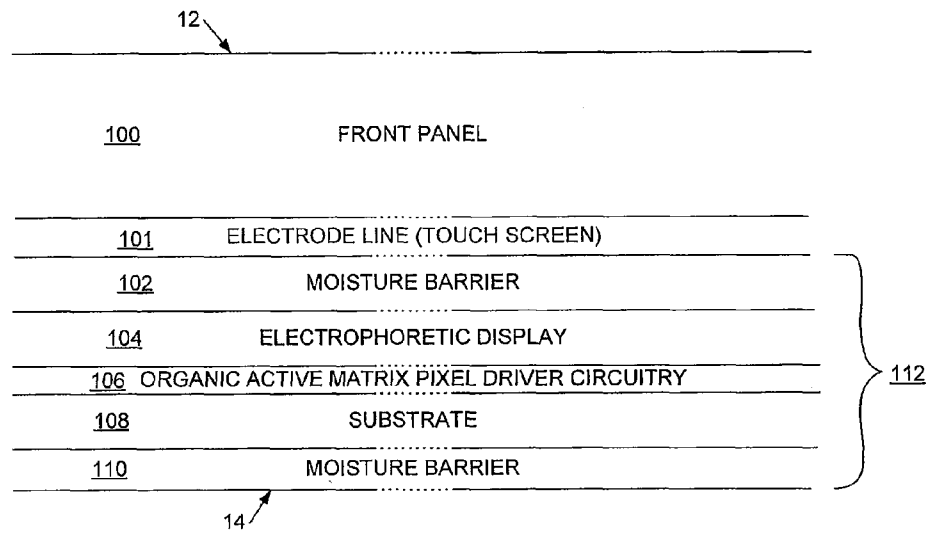 12
100 FRONT PANEL
101 ELECTRODE LINE (TOUCH SCREEN)
102 MOISTURE BARRIER
104 ELECTROPHORETIC DISPLAY
106 ORGANIC ACTIVE MATRIX PIXEL DRIVER CIRCUITRY
112
108 SUBSTRATE
110 MOISTURE BARRIER
14